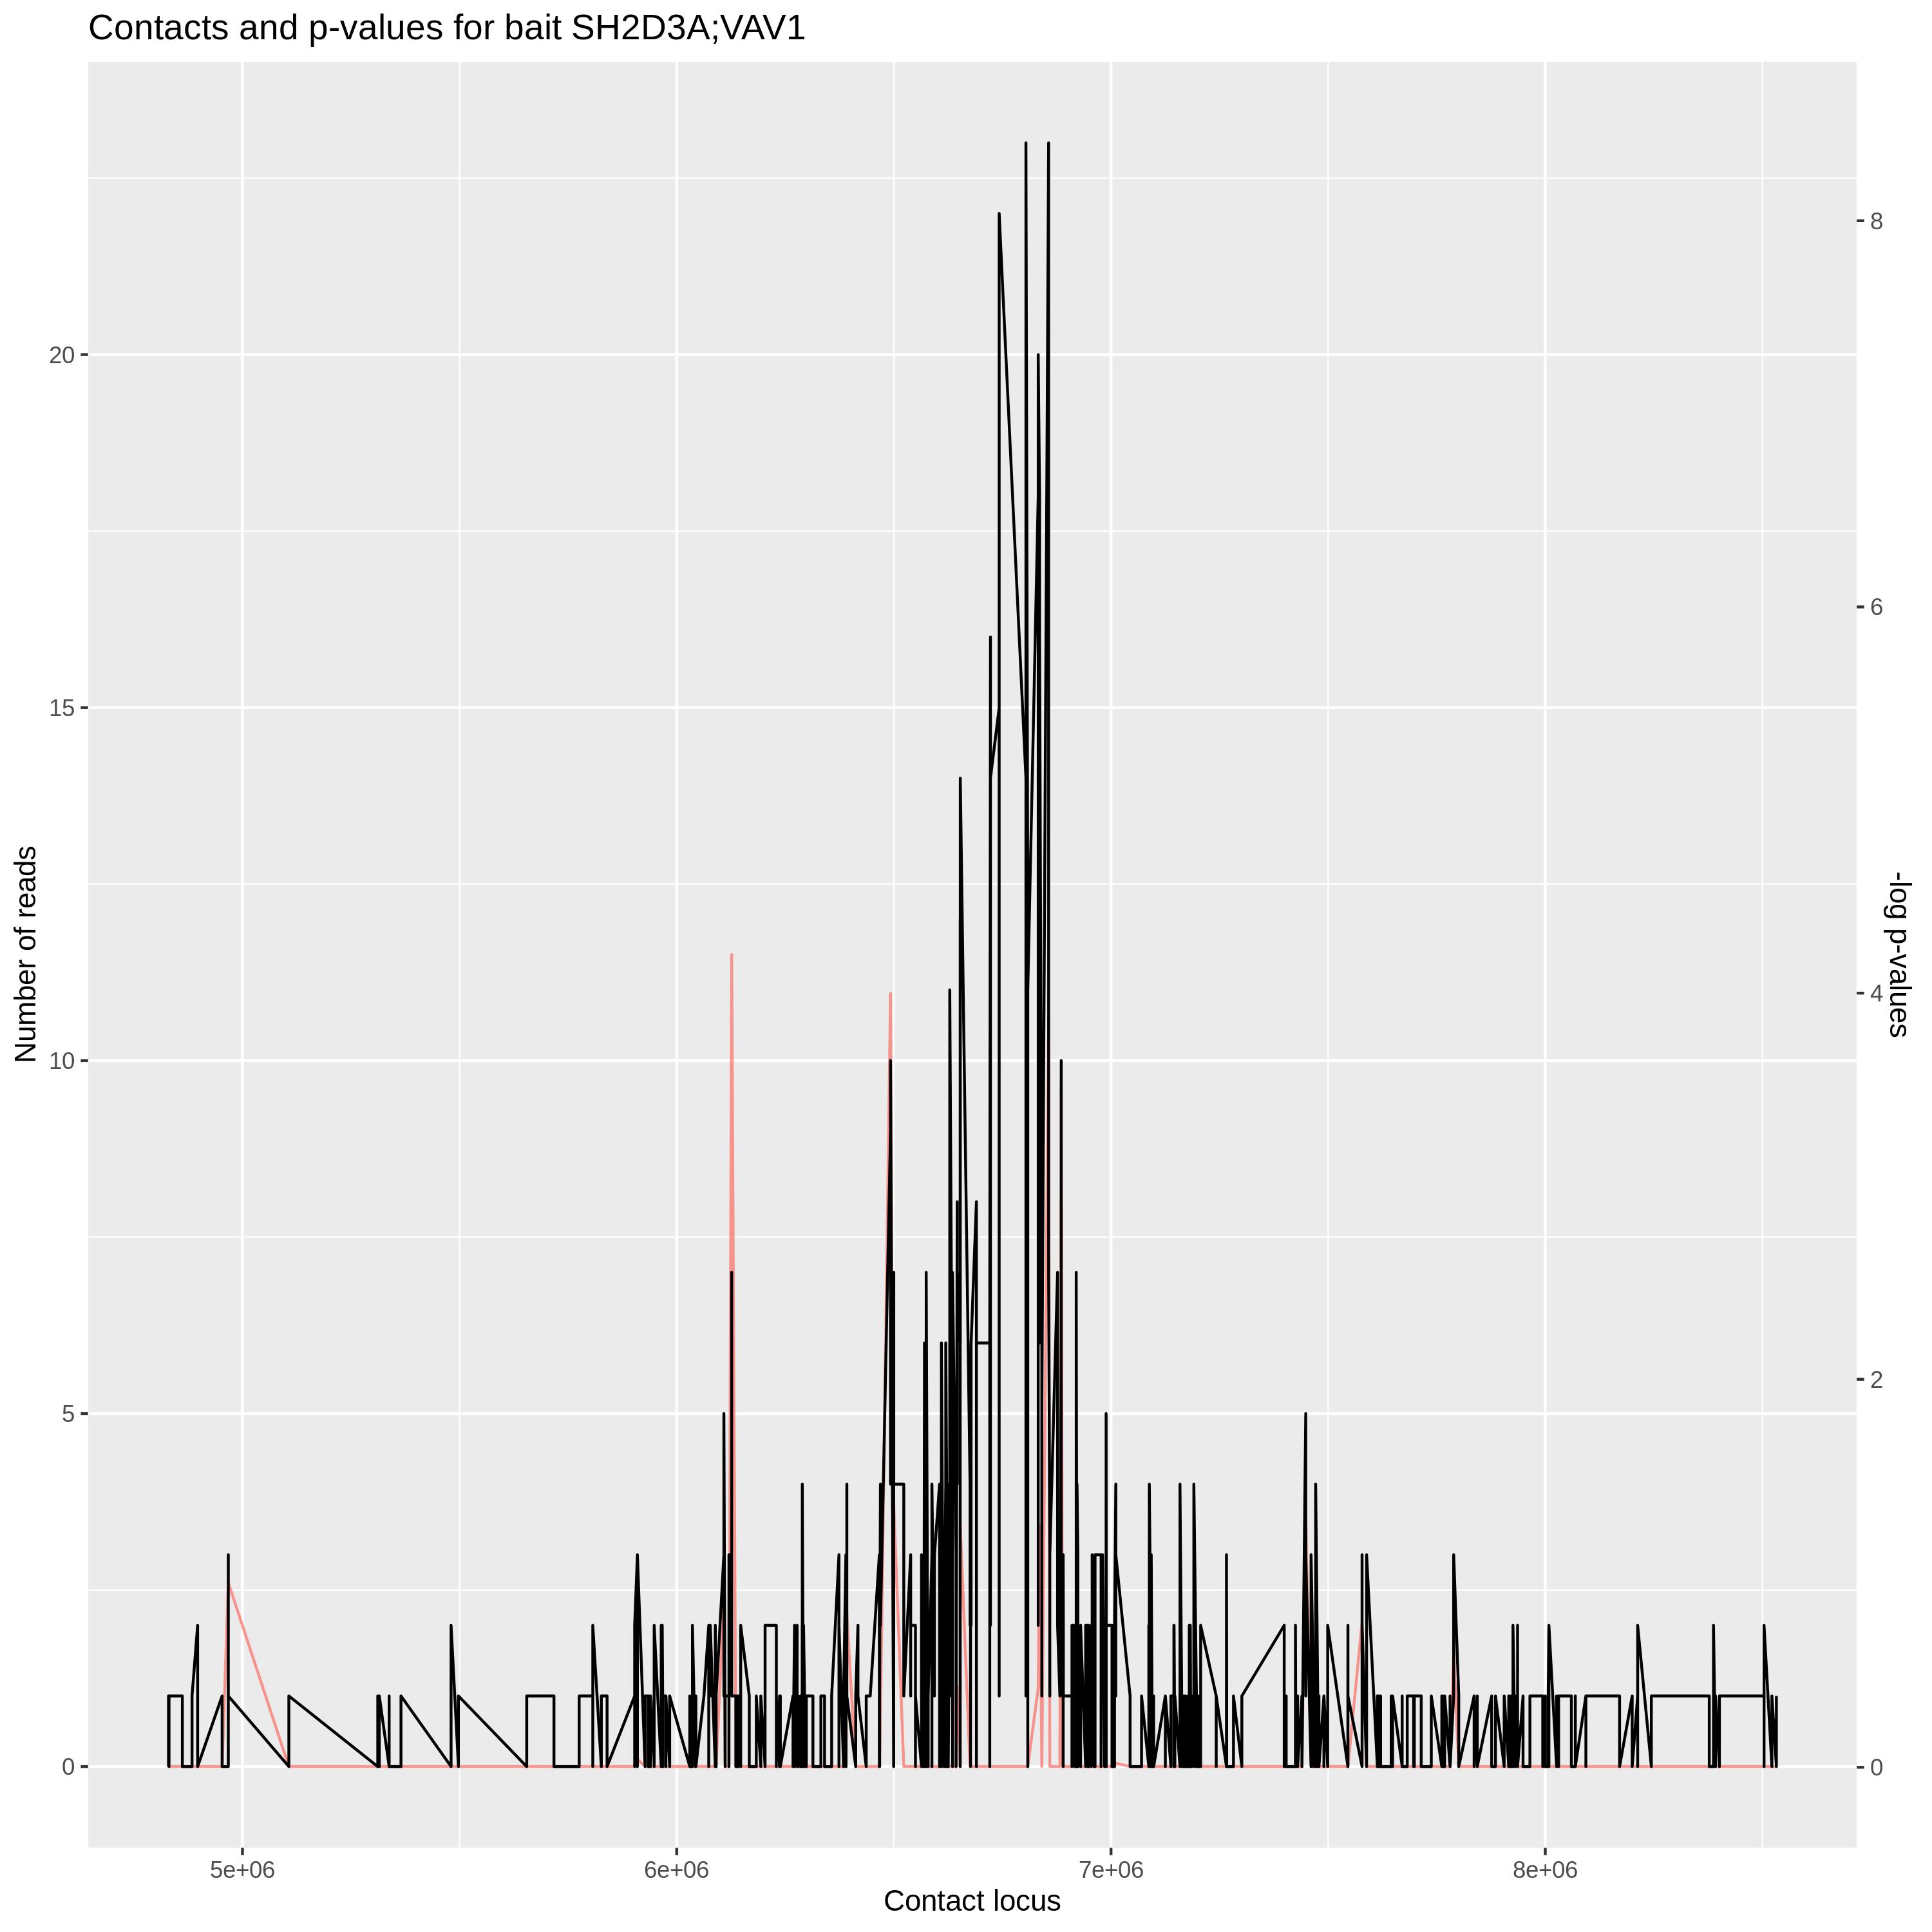 Contacts and p-values for bait SH2D3A;VAV1
20
15
10
5
0
Number of reads
8
6
4
2
0
-log p-values
5e+06 6e+06 7e+06 8e+06
Contact locus